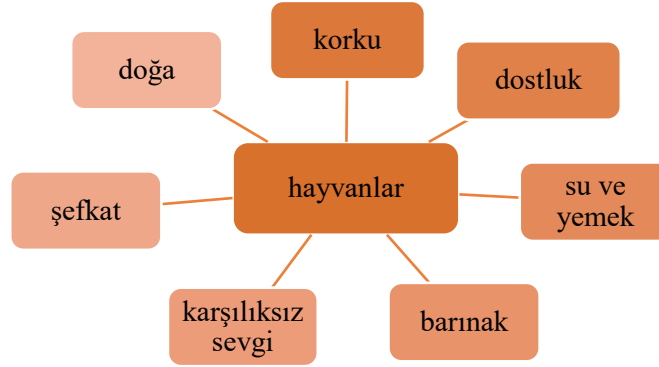 korku
doğa
dostluk
hayvanlar
su ve
yemek
şefkat
karşılıksız
sevgi
barınak